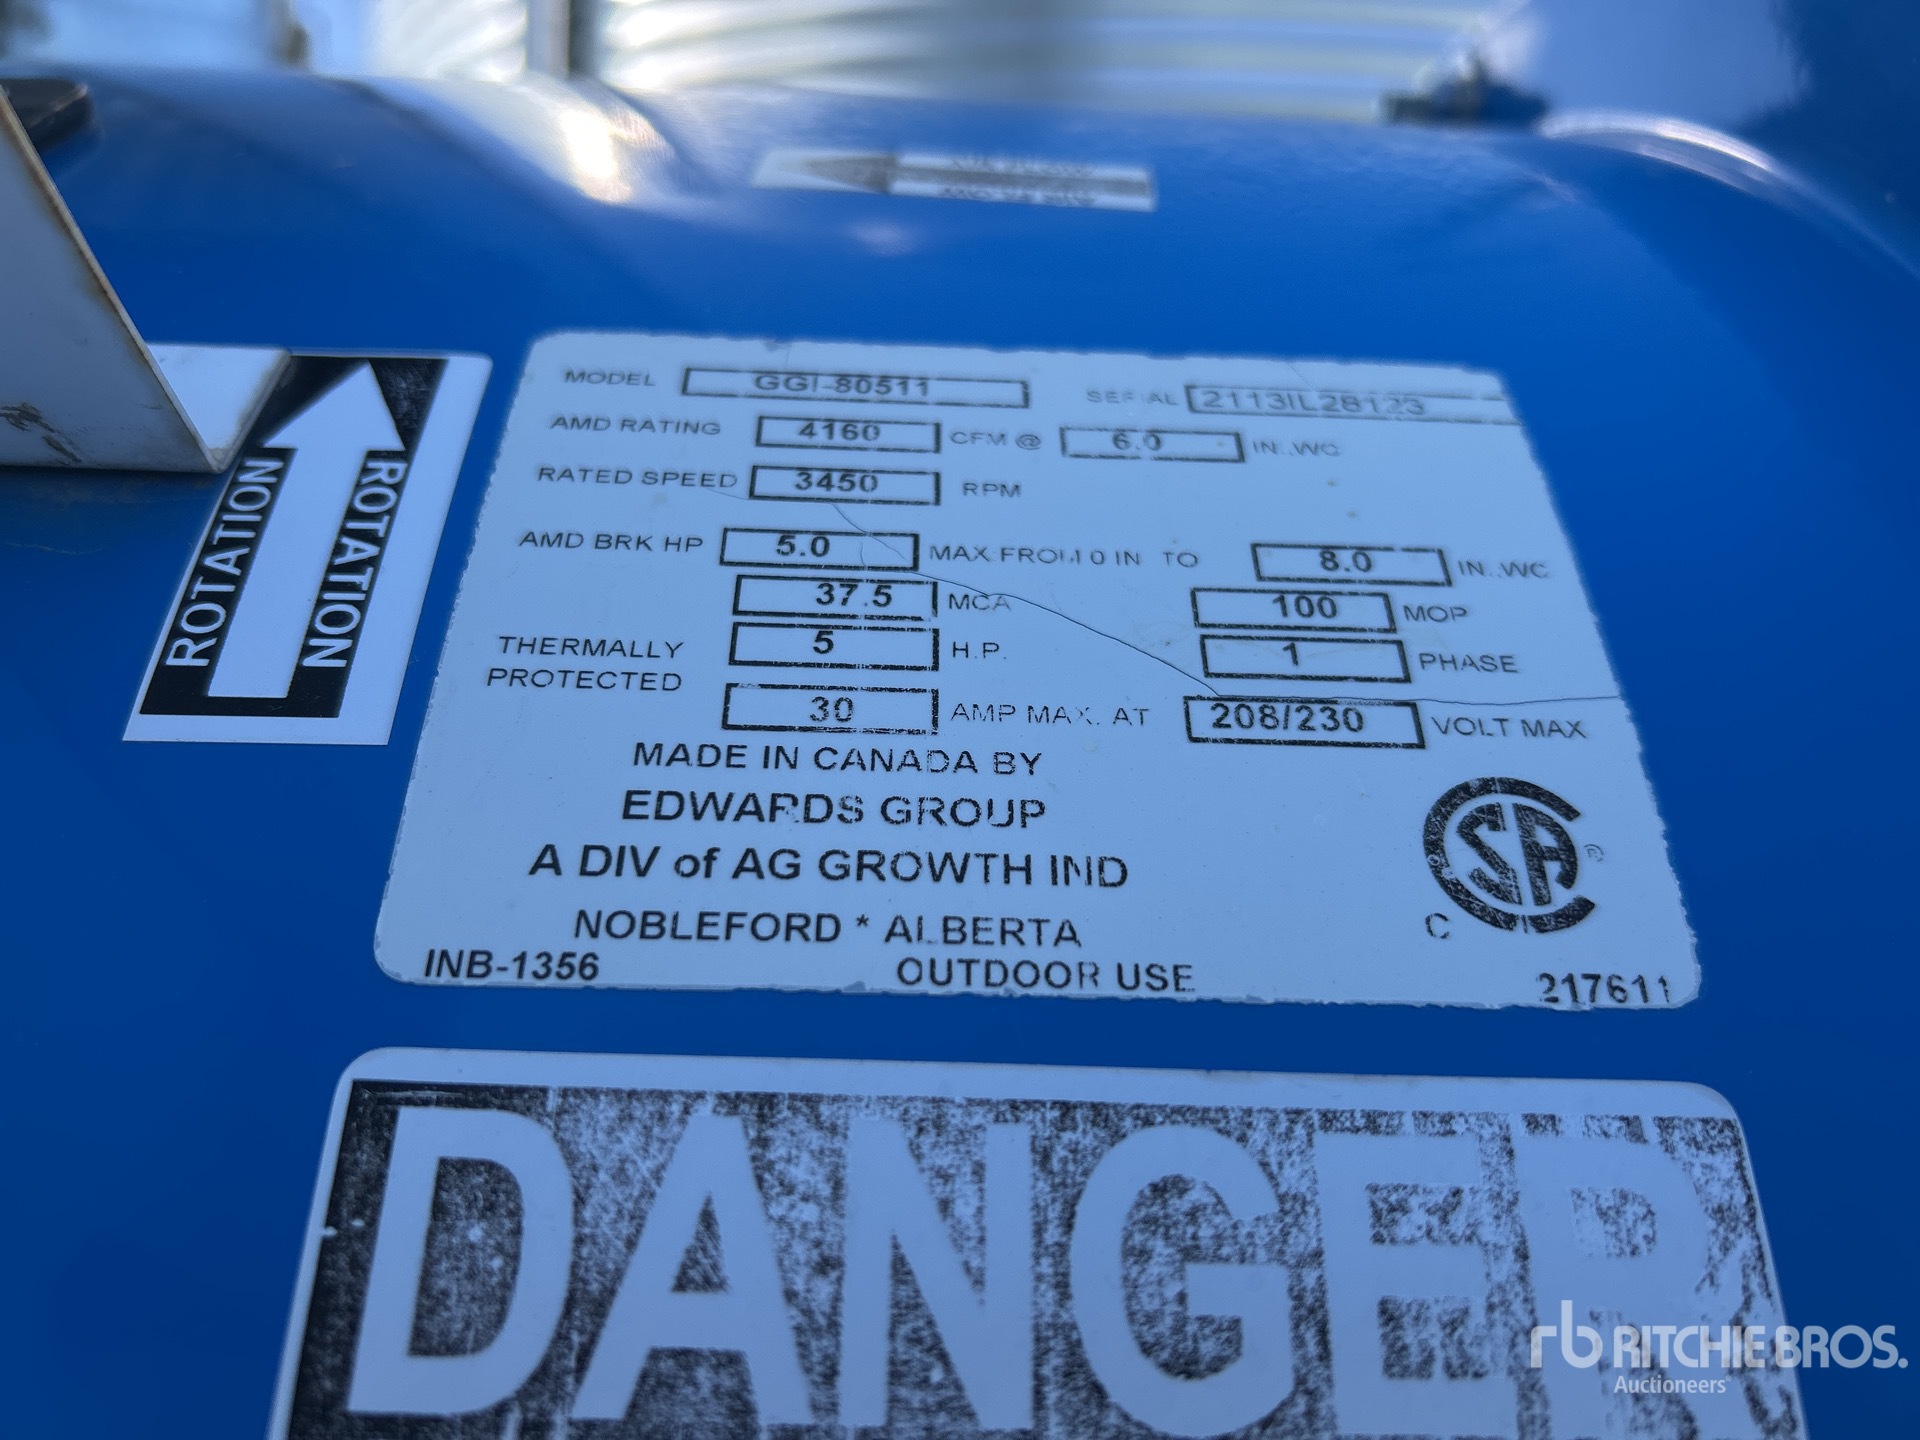 MODEL GGI-80511 SERIAL 2113IL28123
AMD RATING 4160 CFM @ 6.0 IN..WC
RATED SPEED 3450 RPM
AMD BRK HP 5.0 MAX FROM 0 IN TO 8.0 IN..WC
37.5 MCA 100 MOP
THERMALLY PROTECTED 5 H.P. 1 PHASE
30 AMP MAX. AT 208/230 VOLT MAX
MADE IN CANADA BY
EDWARDS GROUP
A DIV of AG GROWTH IND
NOBLEFORD * ALBERTA
INB-1356 OUTDOOR USE 217611
C SA ®
C
ROTATION
ROTATION
DANGER
rb RITCHIE BROS.
Auctioneers